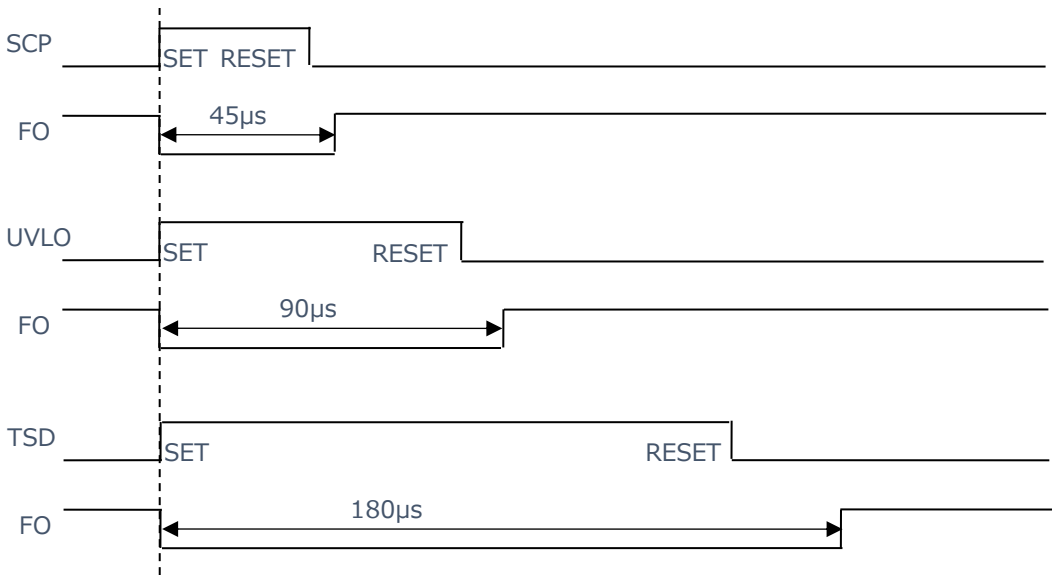 SCP
SET RESET
45μs
FO
UVLO
SET RESET
90μs
FO
TSD
SET RESET
180μs
FO